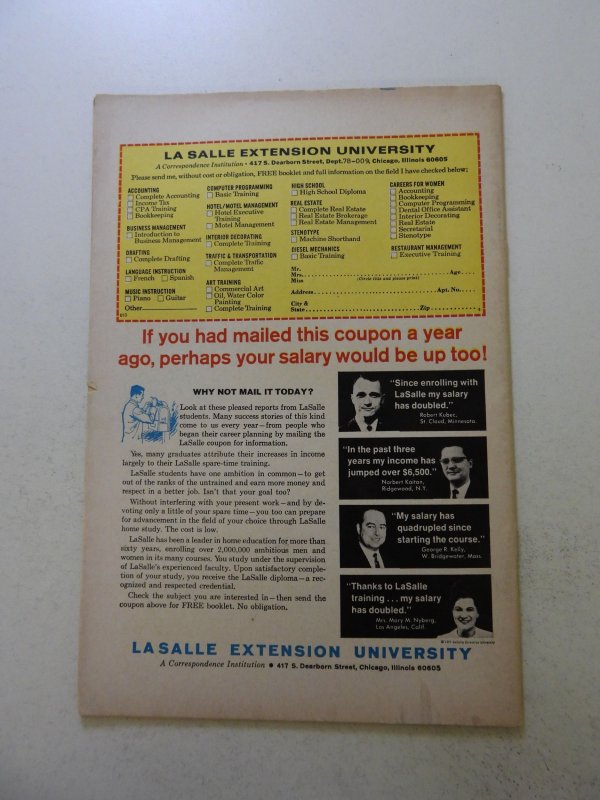 LA SALLE EXTENSION UNIVERSITY
A Correspondence Institution • 417 S. Dearborn Street, Dept. 78-009, Chicago, Illinois 60605
Please send me, without cost or obligation, FREE booklet and full information on the field I have checked below:
ACCOUNTING
Complete Accounting
Income Tax
CPA Training
Bookkeeping
BUSINESS MANAGEMENT
Introduction to
Business Management
DRAFTING
Complete Drafting
LANGUAGE INSTRUCTION
French Spanish
MUSIC INSTRUCTION
Piano Guitar
Other
COMPUTER PROGRAMMING
Basic Training
HOTEL/MOTEL MANAGEMENT
Hotel Executive
Training
Motel Management
INTERIOR DECORATING
Complete Training
TRAFFIC & TRANSPORTATION
Complete Traffic
Management
ART TRAINING
Commercial Art
Oil, Water Color
Painting
Complete Training
HIGH SCHOOL
High School Diploma
REAL ESTATE
Complete Real Estate
Real Estate Brokerage
Real Estate Management
STENOTYPE
Machine Shorthand
DIESEL MECHANICS
Basic Training
CAREERS FOR WOMEN
Accounting
Bookkeeping
Computer Programming
Dental Office Assistant
Interior Decorating
Real Estate
Secretarial
Stenotype
RESTAURANT MANAGEMENT
Executive Training
Mr.
Mrs. Age
Miss (Circle title and please print)
Address Apt. No.
City &
State Zip
If you had mailed this coupon a year
ago, perhaps your salary would be up too!
WHY NOT MAIL IT TODAY?
Look at these pleased reports from LaSalle
students. Many success stories of this kind
come to us every year—from people who
began their career planning by mailing the
LaSalle coupon for information.
Yes, many graduates attribute their increases in income
largely to their LaSalle spare-time training.
LaSalle students have one ambition in common—to get
out of the ranks of the untrained and earn more money and
respect in a better job. Isn't that your goal too?
Without interfering with your present work—and by de-
voting only a little of your spare time—you too can prepare
for advancement in the field of your choice through LaSalle
home study. The cost is low.
LaSalle has been a leader in home education for more than
sixty years, enrolling over 2,000,000 ambitious men and
women in its many courses. You study under the supervision
of LaSalle's experienced faculty. Upon satisfactory comple-
tion of your study, you receive the LaSalle diploma—a rec-
ognized and respected credential.
Check the subject you are interested in—then send the
coupon above for FREE booklet. No obligation.
"Since enrolling with
LaSalle my salary
has doubled."
Robert Kubec,
St. Cloud, Minnesota
"In the past three
years my income has
jumped over $6,500."
Norbert Kaiton,
Ridgewood, N.Y.
"My salary has
quadrupled since
starting the course."
George R. Kelly,
W. Bridgewater, Mass.
"Thanks to LaSalle
training . . . my salary
has doubled."
Mrs. Mary M. Nyberg,
Los Angeles, Calif.
LASALLE EXTENSION UNIVERSITY
A Correspondence Institution • 417 S. Dearborn Street, Chicago, Illinois 60605